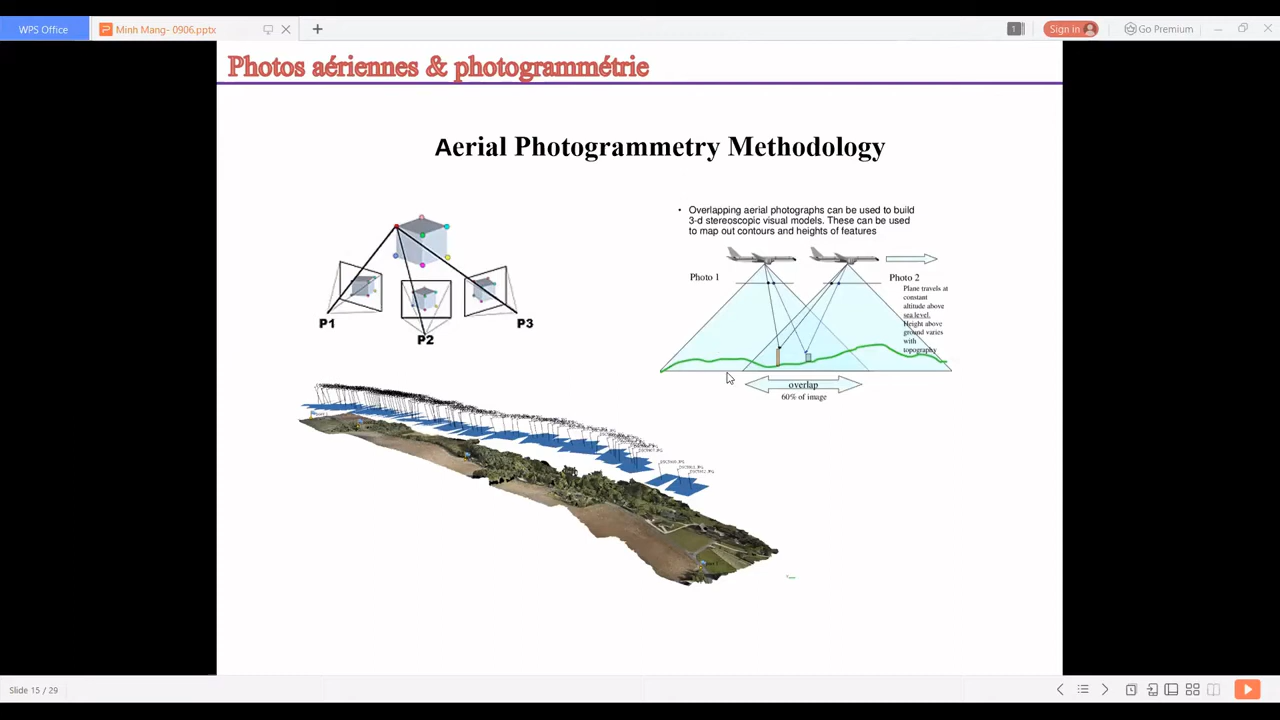 WPS Office
Minh Mang- 0906.pptx
1
Sign in
Go Premium
Photos aériennes & photogrammétrie
Aerial Photogrammetry Methodology
• Overlapping aerial photographs can be used to build
3-d stereoscopic visual models. These can be used
to map out contours and heights of features
Photo 1
Photo 2
Plane travels at
constant
altitude above
sea level.
Height above
ground varies
with
topography
overlap
60% of image
P1
P2
P3
Slide 15 / 29